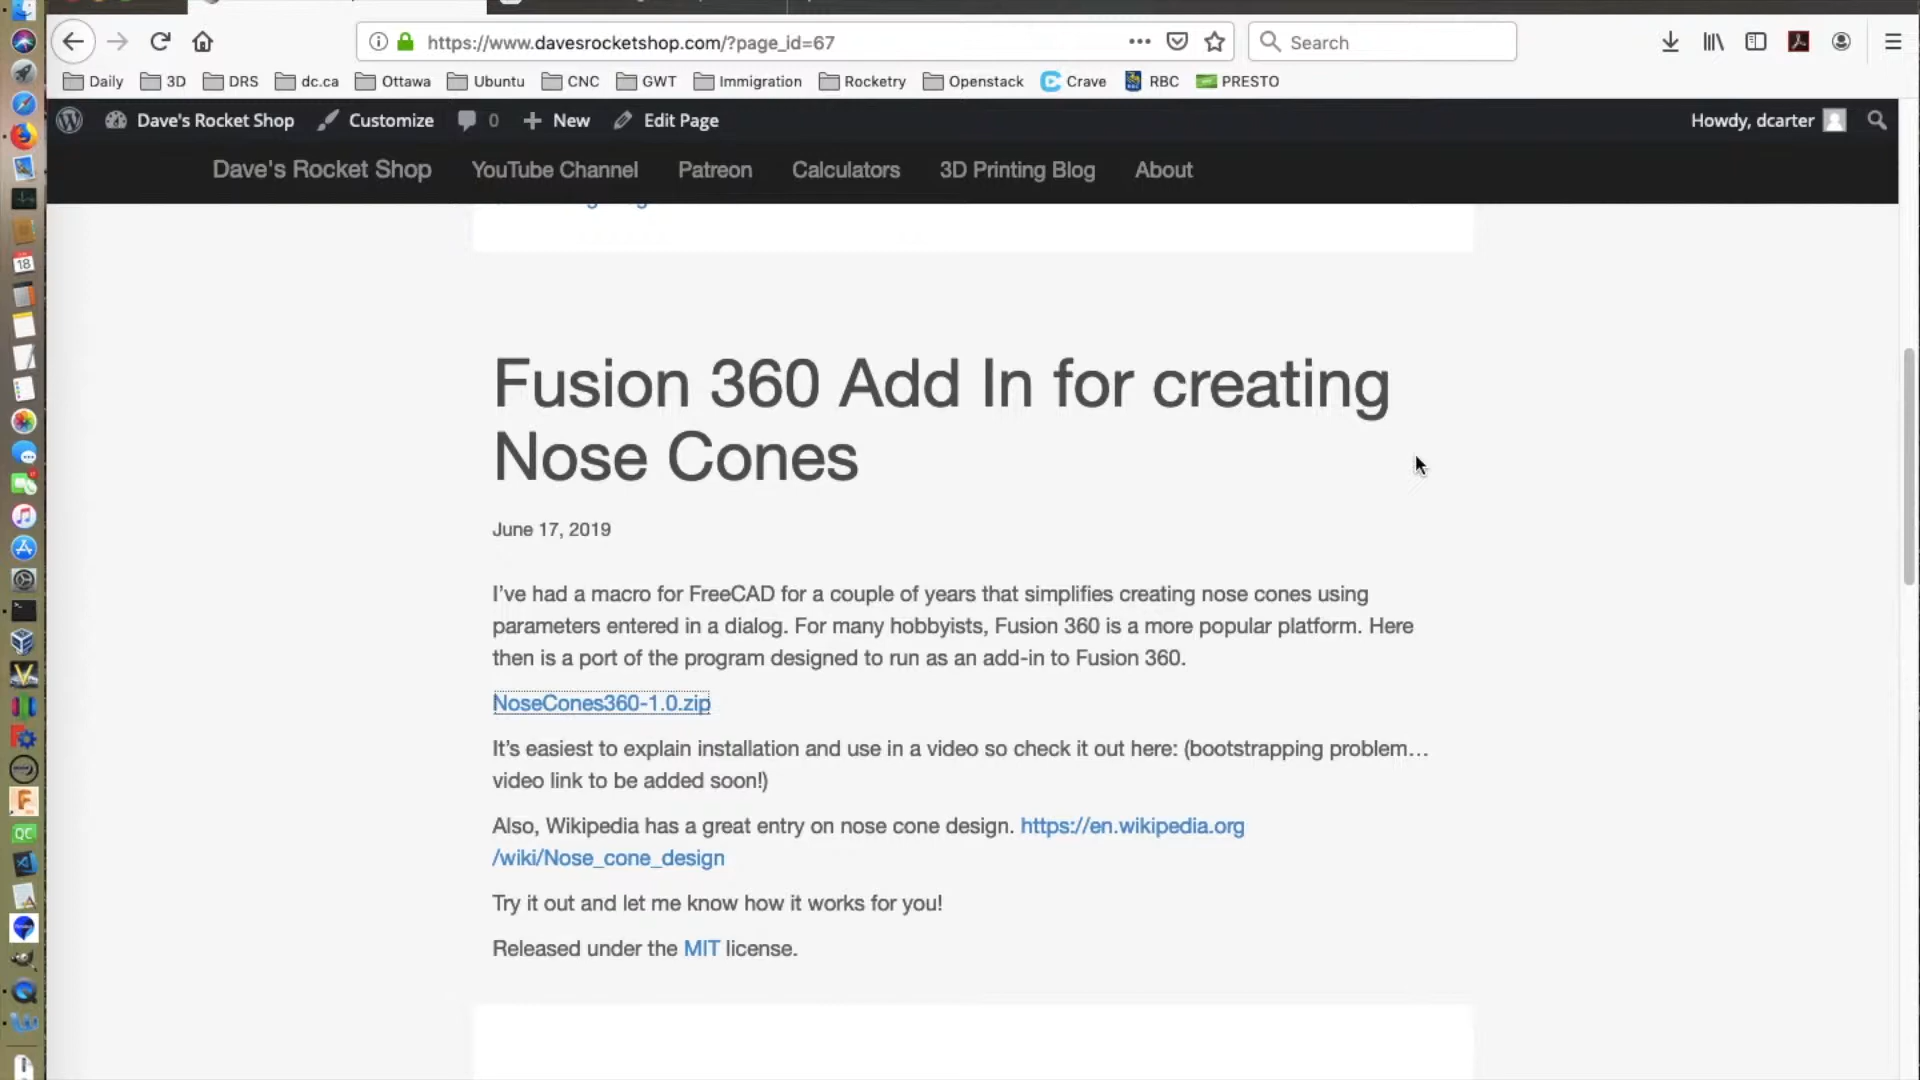 https://www.davesrocketshop.com/?page_id=67
Search
Daily 3D DRS dc.ca Ottawa Ubuntu CNC GWT Immigration Rocketry Openstack Crave RBC PRESTO
Dave's Rocket Shop Customize 0 New Edit Page Howdy, dcarter
Dave's Rocket Shop YouTube Channel Patreon Calculators 3D Printing Blog About
Fusion 360 Add In for creating
Nose Cones
June 17, 2019
I've had a macro for FreeCAD for a couple of years that simplifies creating nose cones using
parameters entered in a dialog. For many hobbyists, Fusion 360 is a more popular platform. Here
then is a port of the program designed to run as an add-in to Fusion 360.
NoseCones360-1.0.zip
It's easiest to explain installation and use in a video so check it out here: (bootstrapping problem…
video link to be added soon!)
Also, Wikipedia has a great entry on nose cone design. https://en.wikipedia.org
/wiki/Nose_cone_design
Try it out and let me know how it works for you!
Released under the MIT license.
18
QC